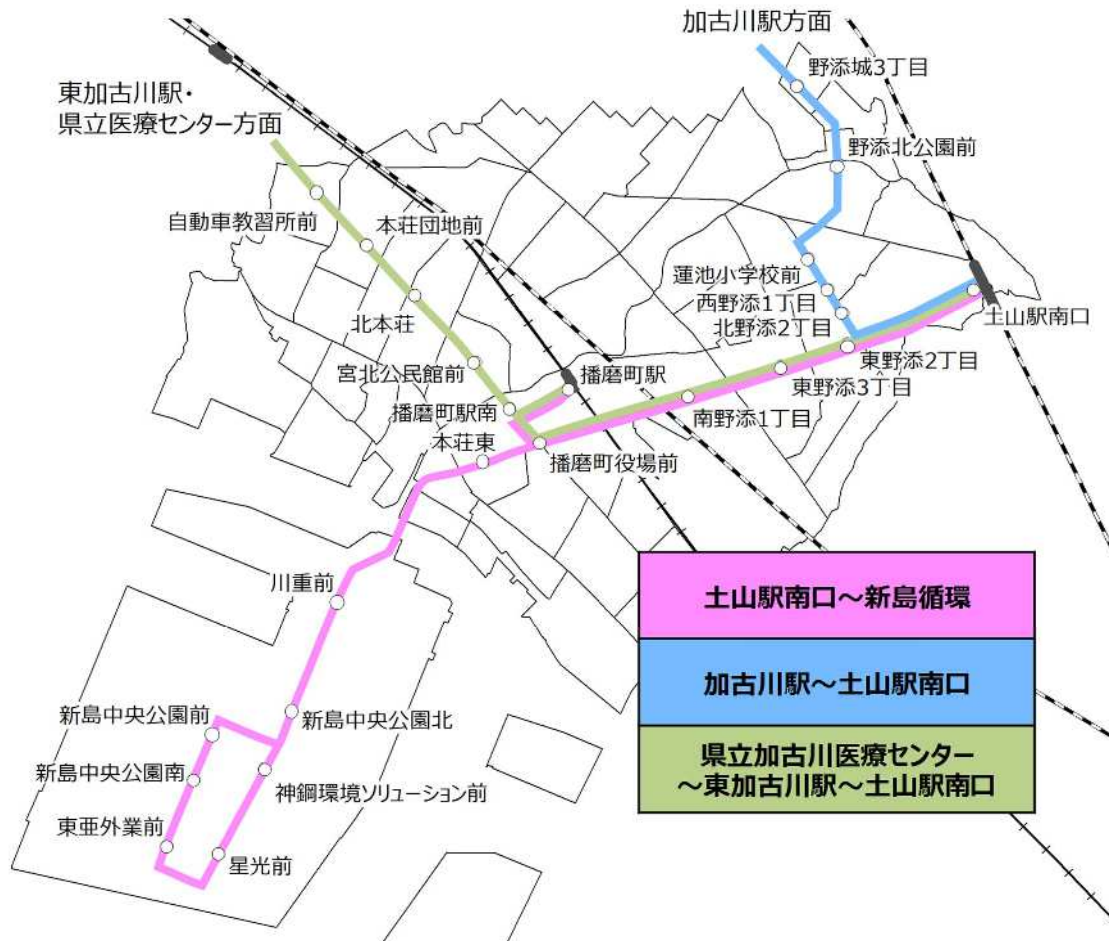 加古川駅方面
野添城3丁目
東加古川駅・
県立医療センター方面
野添北公園前
自動車教習所前
本荘団地前
蓮池小学校前
西野添1丁目
北野添2丁目
土山駅南口
北本荘
東野添2丁目
宮北公民館前
播磨町駅
東野添3丁目
播磨町駅南
南野添1丁目
本荘東
播磨町役場前
川重前
新島中央公園前
新島中央公園北
新島中央公園南
神鋼環境ソリューション前
東亜外業前
星光前
土山駅南口～新島循環
加古川駅～土山駅南口
県立加古川医療センター
～東加古川駅～土山駅南口